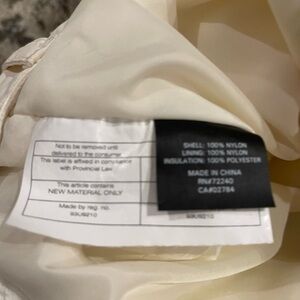 Not to be removed until
delivered to the consumer
This label is affixed in compliance
with Provincial Law
This article contains
NEW MATERIAL ONLY
Made by reg. no.
SHELL: 100% NYLON
LINING: 100% NYLON
INSULATION: 100% POLYESTER
MADE IN CHINA
RN#72240
CA#02784